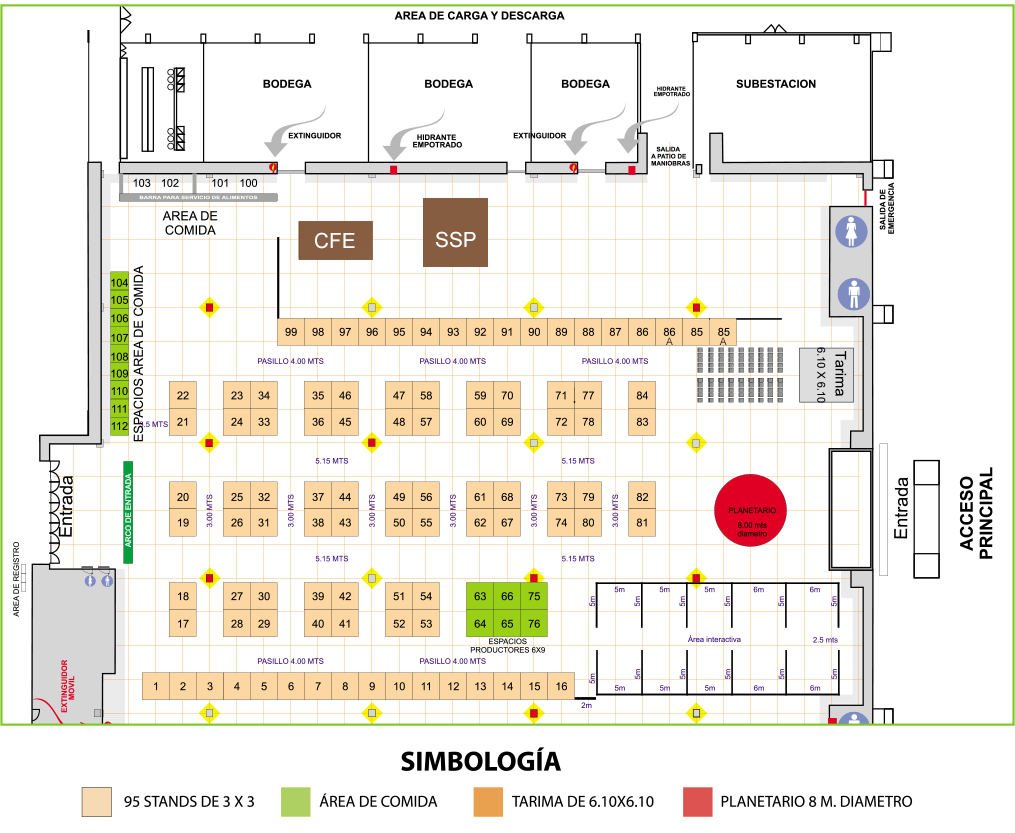 AREA DE CARGA Y DESCARGA
BODEGA
BODEGA
BODEGA
SUBESTACION
HIDRANTE
EMPOTRADO
EXTINGUIDOR
HIDRANTE
EMPOTRADO
EXTINGUIDOR
SALIDA
A PATIO DE
MANIOBRAS
103 102 101 100
BARRA PARA SERVICIO DE ALIMENTOS
AREA DE
COMIDA
CFE
SSP
SALIDA DE
EMERGENCIA
104
105
106
107
108
109
110
111
112
ESPACIOS AREA DE COMIDA
99 98 97 96 95 94 93 92 91 90 89 88 87 86 86 A 85 85 A
PASILLO 4.00 MTS
PASILLO 4.00 MTS
PASILLO 4.00 MTS
Tarima
6.10 X 6.10
22 23 34 35 46 47 58 59 70 71 77 84
21 24 33 36 45 48 57 60 69 72 78 83
.5 MTS
5.15 MTS
5.15 MTS
Entrada
ARCO DE ENTRADA
20 25 32 37 44 49 56 61 68 73 79 82
19 26 31 38 43 50 55 62 67 74 80 81
3.00 MTS
3.00 MTS
3.00 MTS
3.00 MTS
3.00 MTS
3.00 MTS
PLANETARIO
8.00 mts
diametro
Entrada
ACCESO
PRINCIPAL
5.15 MTS
5.15 MTS
AREA DE REGISTRO
18 27 30 39 42 51 54 63 66 75
17 28 29 40 41 52 53 64 65 76
ESPACIOS
PRODUCTORES 6X9
5m 5m 5m 6m 6m
5m 5m 5m 5m 5m 5m
Área interactiva
2.5 mts
5m 5m 5m 5m 5m 5m
5m 5m 5m 6m 6m
2m
PASILLO 4.00 MTS
PASILLO 4.00 MTS
EXTINGUIDOR
MOVIL
1 2 3 4 5 6 7 8 9 10 11 12 13 14 15 16
SIMBOLOGÍA
95 STANDS DE 3 X 3
ÁREA DE COMIDA
TARIMA DE 6.10X6.10
PLANETARIO 8 M. DIAMETRO